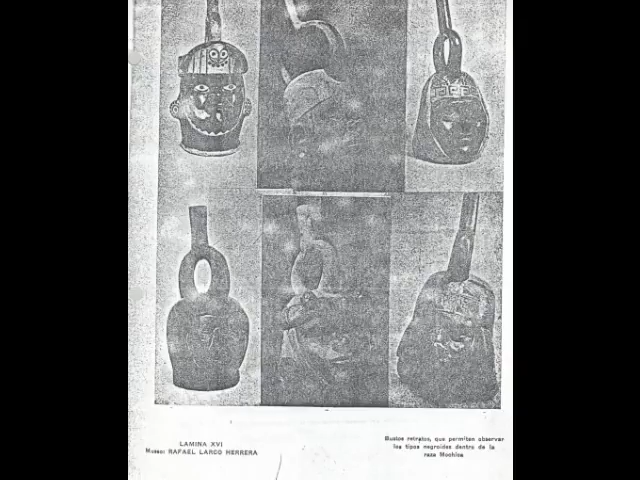 LAMINA XVI
Museo: RAFAEL LARCO HERRERA
Bustos retratos, que permiten observar
los tipos negroides dentro de la
raza Mochica